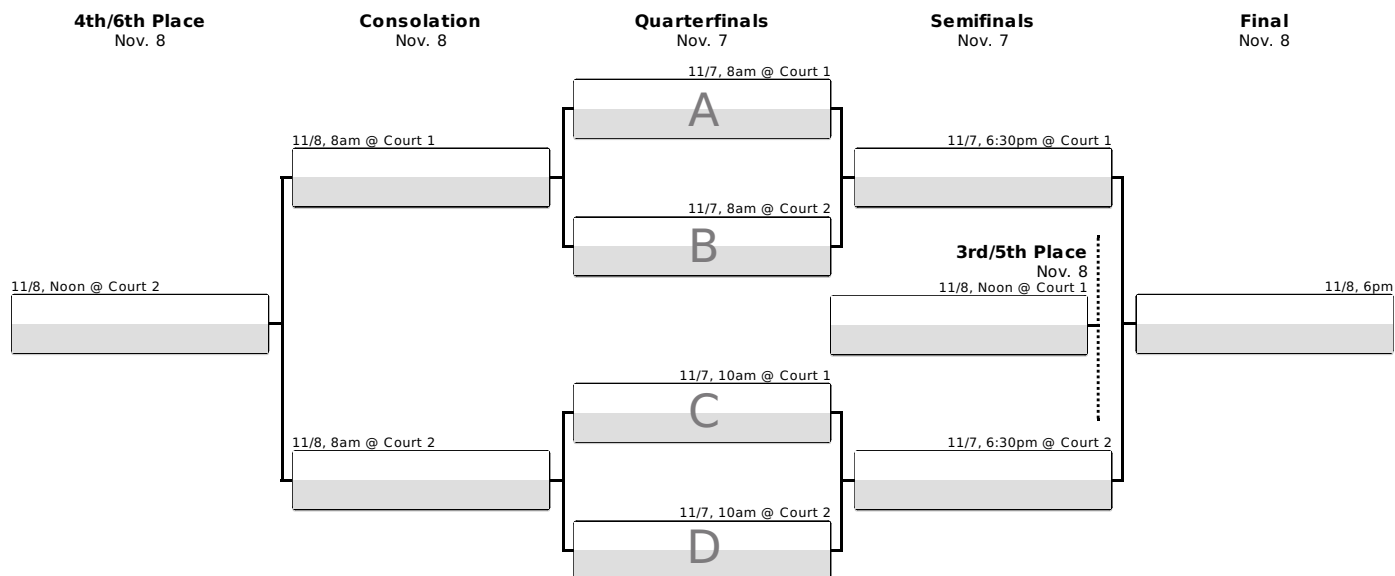 4th/6th Place
Nov. 8
Consolation
Nov. 8
Quarterfinals
Nov. 7
Semifinals
Nov. 7
Final
Nov. 8
11/7, 8am @ Court 1
A
11/8, 8am @ Court 1
11/7, 6:30pm @ Court 1
11/7, 8am @ Court 2
B
3rd/5th Place
Nov. 8
11/8, Noon @ Court 2
11/8, Noon @ Court 1
11/8, 6pm
11/7, 10am @ Court 1
C
11/8, 8am @ Court 2
11/7, 6:30pm @ Court 2
11/7, 10am @ Court 2
D